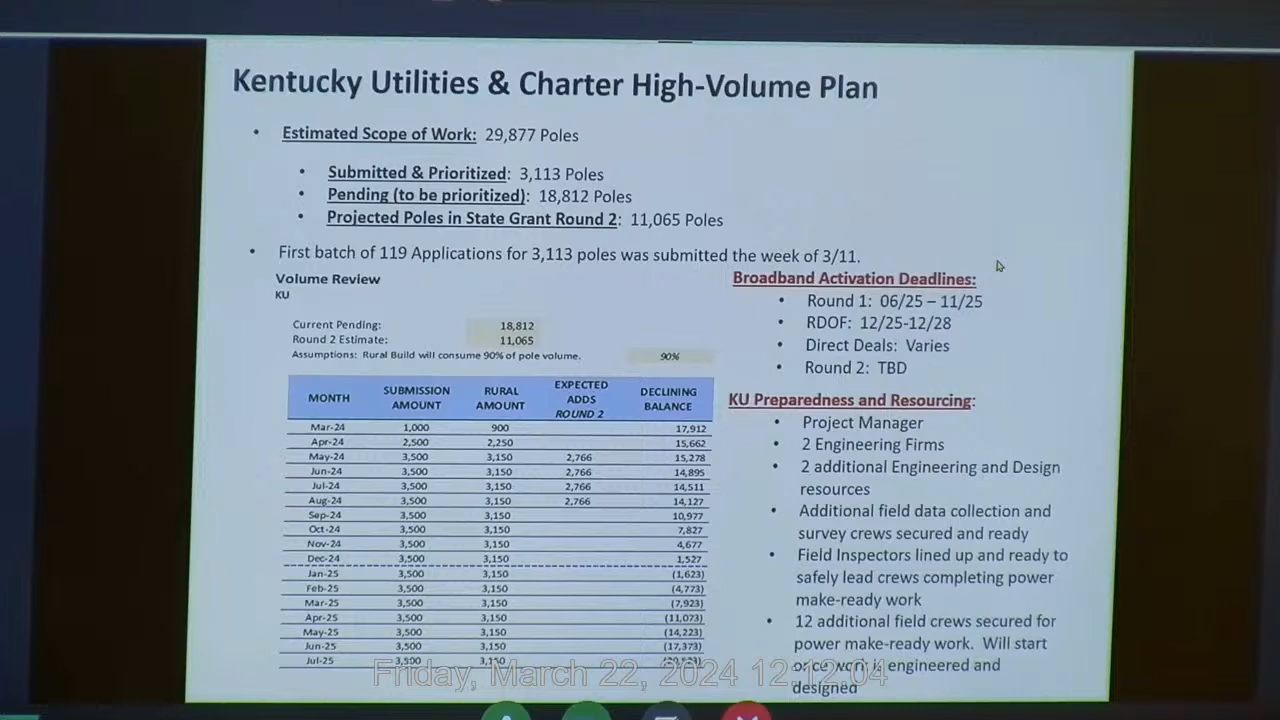 Kentucky Utilities & Charter High-Volume Plan
• Estimated Scope of Work: 29,877 Poles
• Submitted & Prioritized: 3,113 Poles
• Pending (to be prioritized): 18,812 Poles
• Projected Poles in State Grant Round 2: 11,065 Poles
• First batch of 119 Applications for 3,113 poles was submitted the week of 3/11.
Volume Review
KU
Current Pending: 18,812
Round 2 Estimate: 11,065
Assumptions: Rural Build will consume 90% of pole volume. 90%
MONTH SUBMISSION AMOUNT RURAL AMOUNT EXPECTED ADDS ROUND 2 DECLINING BALANCE
Mar-24 1,000 900 17,912
Apr-24 2,500 2,250 15,662
May-24 3,500 3,150 2,766 15,278
Jun-24 3,500 3,150 2,766 14,895
Jul-24 3,500 3,150 2,766 14,511
Aug-24 3,500 3,150 2,766 14,127
Sep-24 3,500 3,150 10,977
Oct-24 3,500 3,150 7,827
Nov-24 3,500 3,150 4,677
Dec-24 3,500 3,150 1,527
Jan-25 3,500 3,150 (1,623)
Feb-25 3,500 3,150 (4,773)
Mar-25 3,500 3,150 (7,923)
Apr-25 3,500 3,150 (11,073)
May-25 3,500 3,150 (14,223)
Jun-25 3,500 3,150 (17,373)
Jul-25 3,500 3,150
Broadband Activation Deadlines:
• Round 1: 06/25 – 11/25
• RDOF: 12/25-12/28
• Direct Deals: Varies
• Round 2: TBD
KU Preparedness and Resourcing:
• Project Manager
• 2 Engineering Firms
• 2 additional Engineering and Design
resources
• Additional field data collection and
survey crews secured and ready
• Field Inspectors lined up and ready to
safely lead crews completing power
make-ready work
• 12 additional field crews secured for
power make-ready work. Will start
once work is engineered and
designed
Friday, March 22, 2024 12:12:04